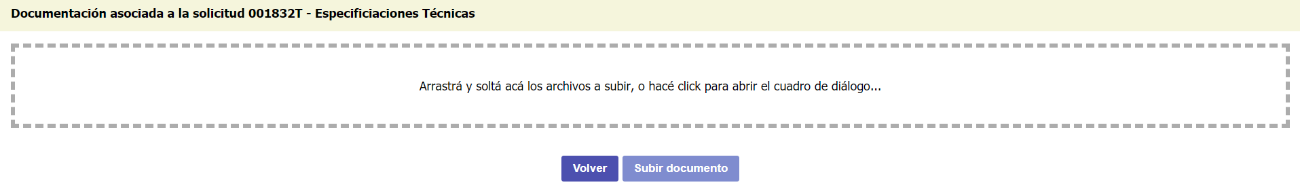 Documentación asociada a la solicitud 001832T - Especificiaciones Técnicas
Arrastrá y soltá acá los archivos a subir, o hacé click para abrir el cuadro de diálogo...
Volver Subir documento